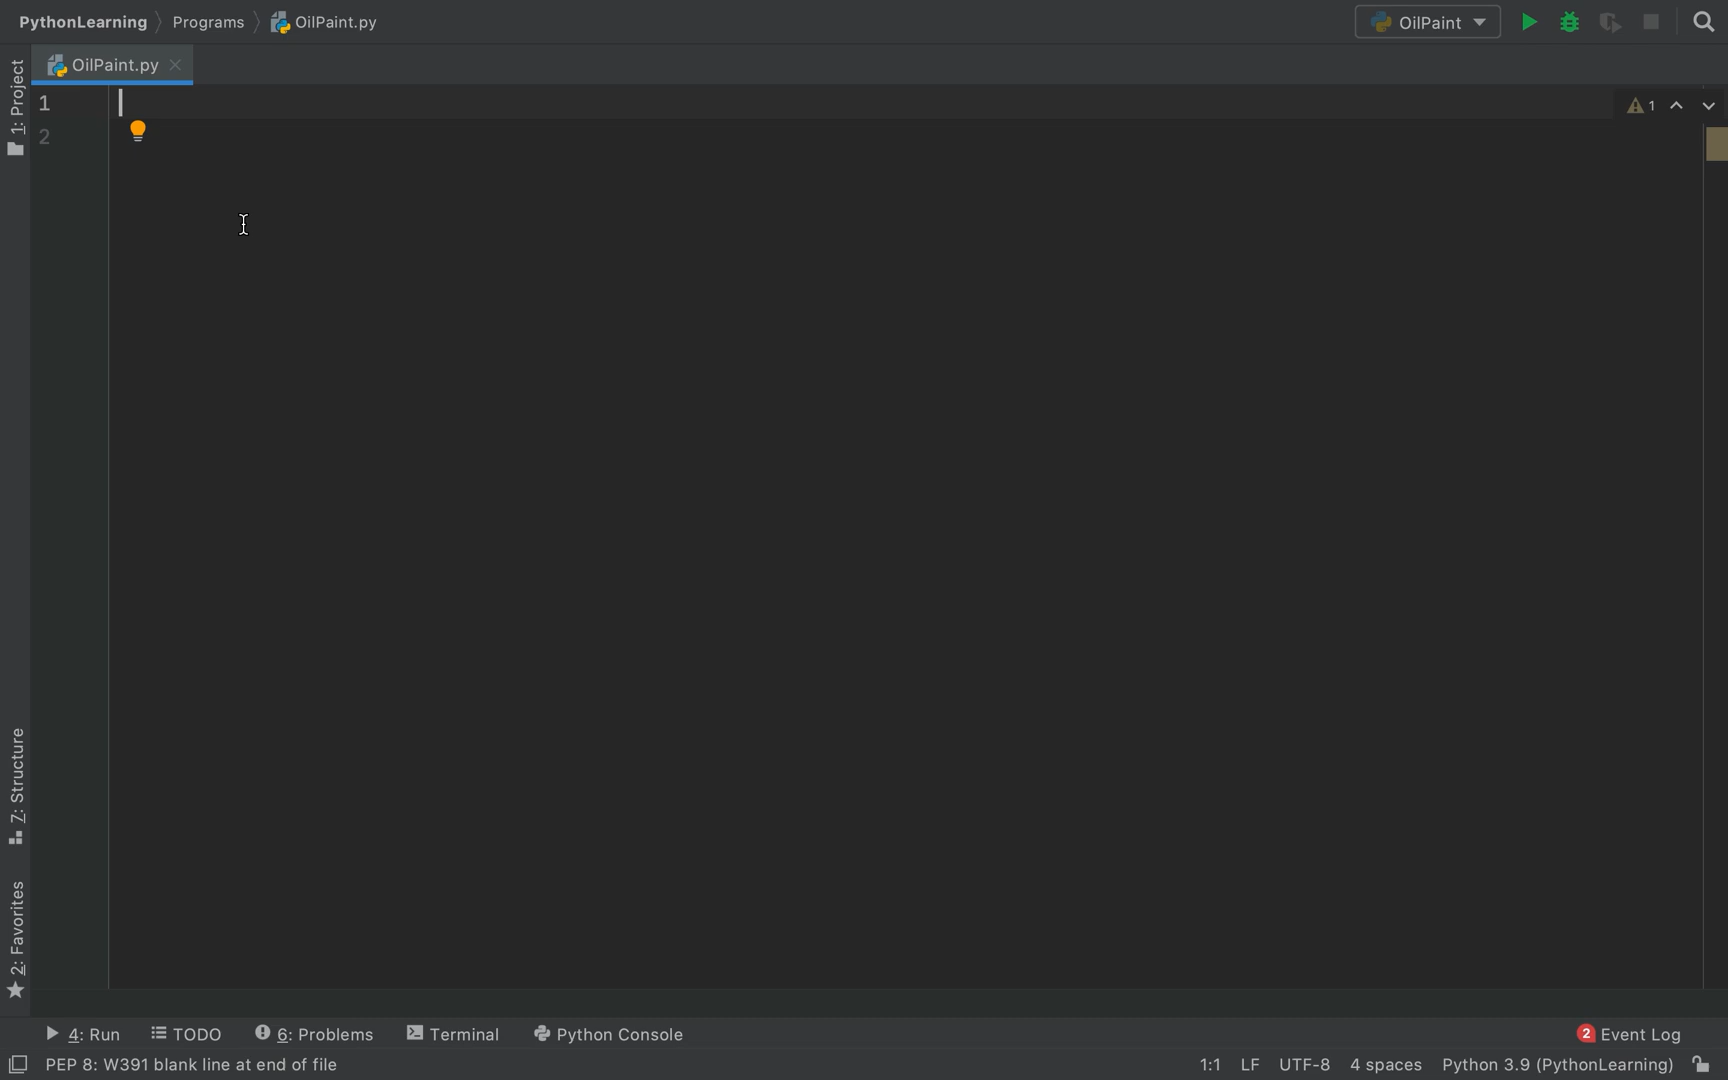 PythonLearning Programs OilPaint.py OilPaint
OilPaint.py
1: Project
1
1
2
7: Structure
2: Favorites
4: Run TODO 6: Problems Terminal Python Console 2 Event Log
PEP 8: W391 blank line at end of file 1:1 LF UTF-8 4 spaces Python 3.9 (PythonLearning)